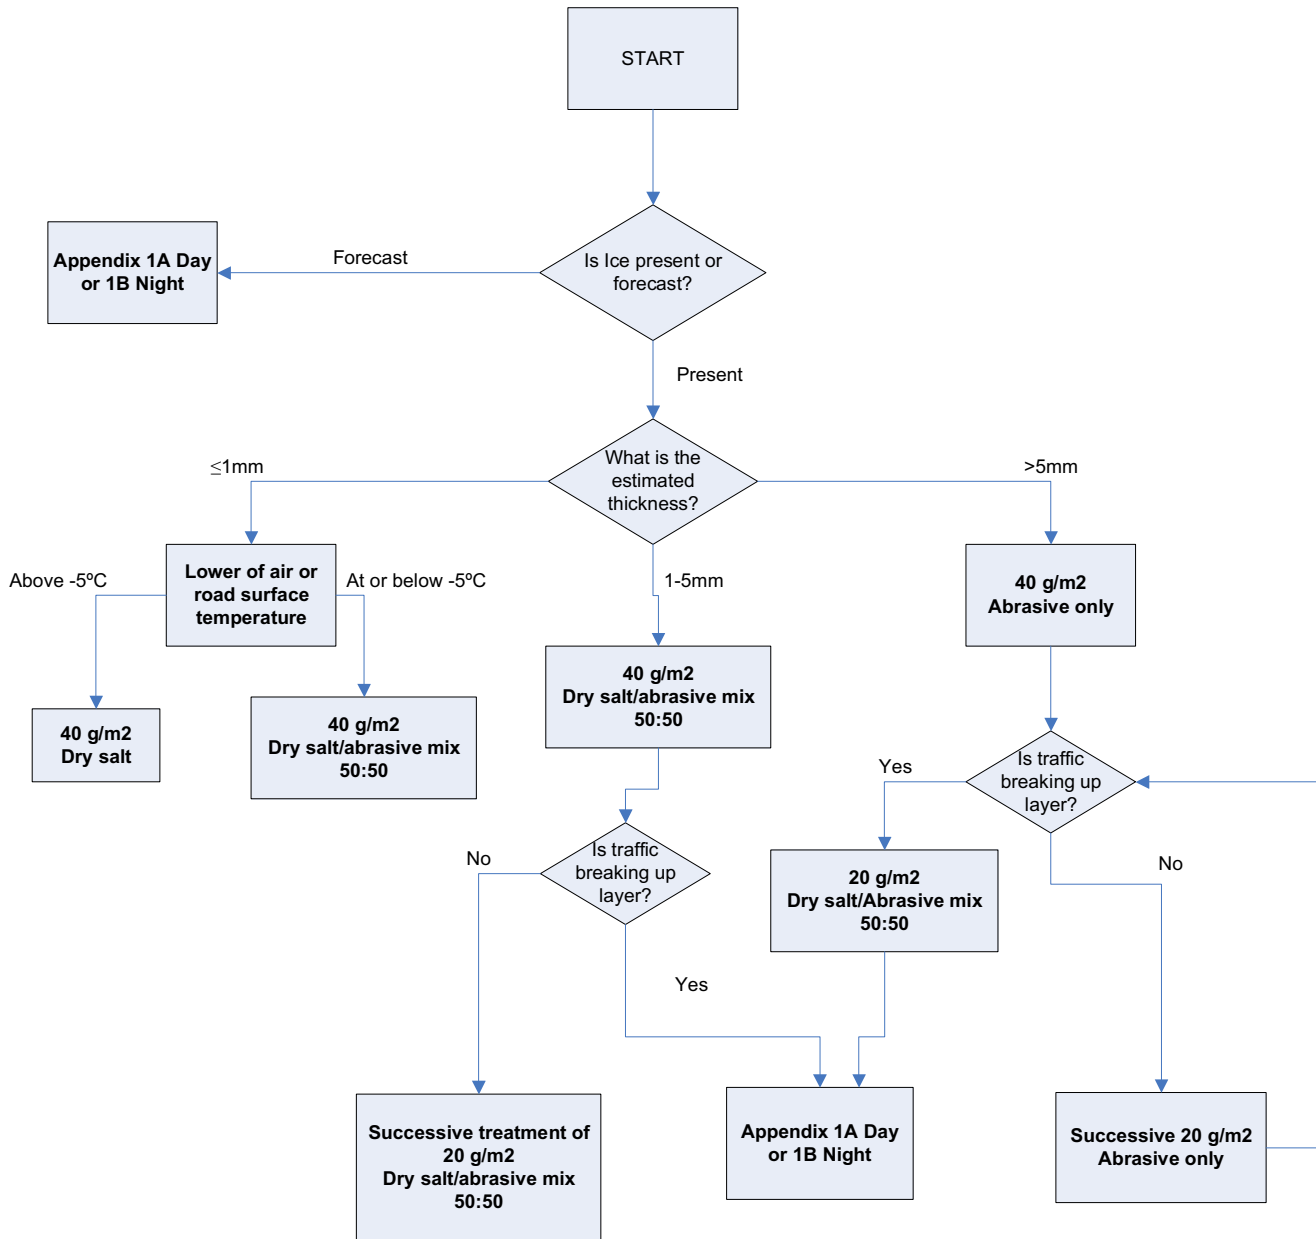 START
Is Ice present or
forecast?
Forecast
Appendix 1A Day
or 1B Night
Present
What is the
estimated
thickness?
≤1mm
>5mm
1-5mm
Lower of air or
road surface
temperature
Above -5ºC
At or below -5ºC
40 g/m2
Dry salt
40 g/m2
Dry salt/abrasive mix
50:50
40 g/m2
Dry salt/abrasive mix
50:50
40 g/m2
Abrasive only
Is traffic
breaking up
layer?
No
Yes
Is traffic
breaking up
layer?
Yes
No
20 g/m2
Dry salt/Abrasive mix
50:50
Successive treatment of
20 g/m2
Dry salt/abrasive mix
50:50
Appendix 1A Day
or 1B Night
Successive 20 g/m2
Abrasive only